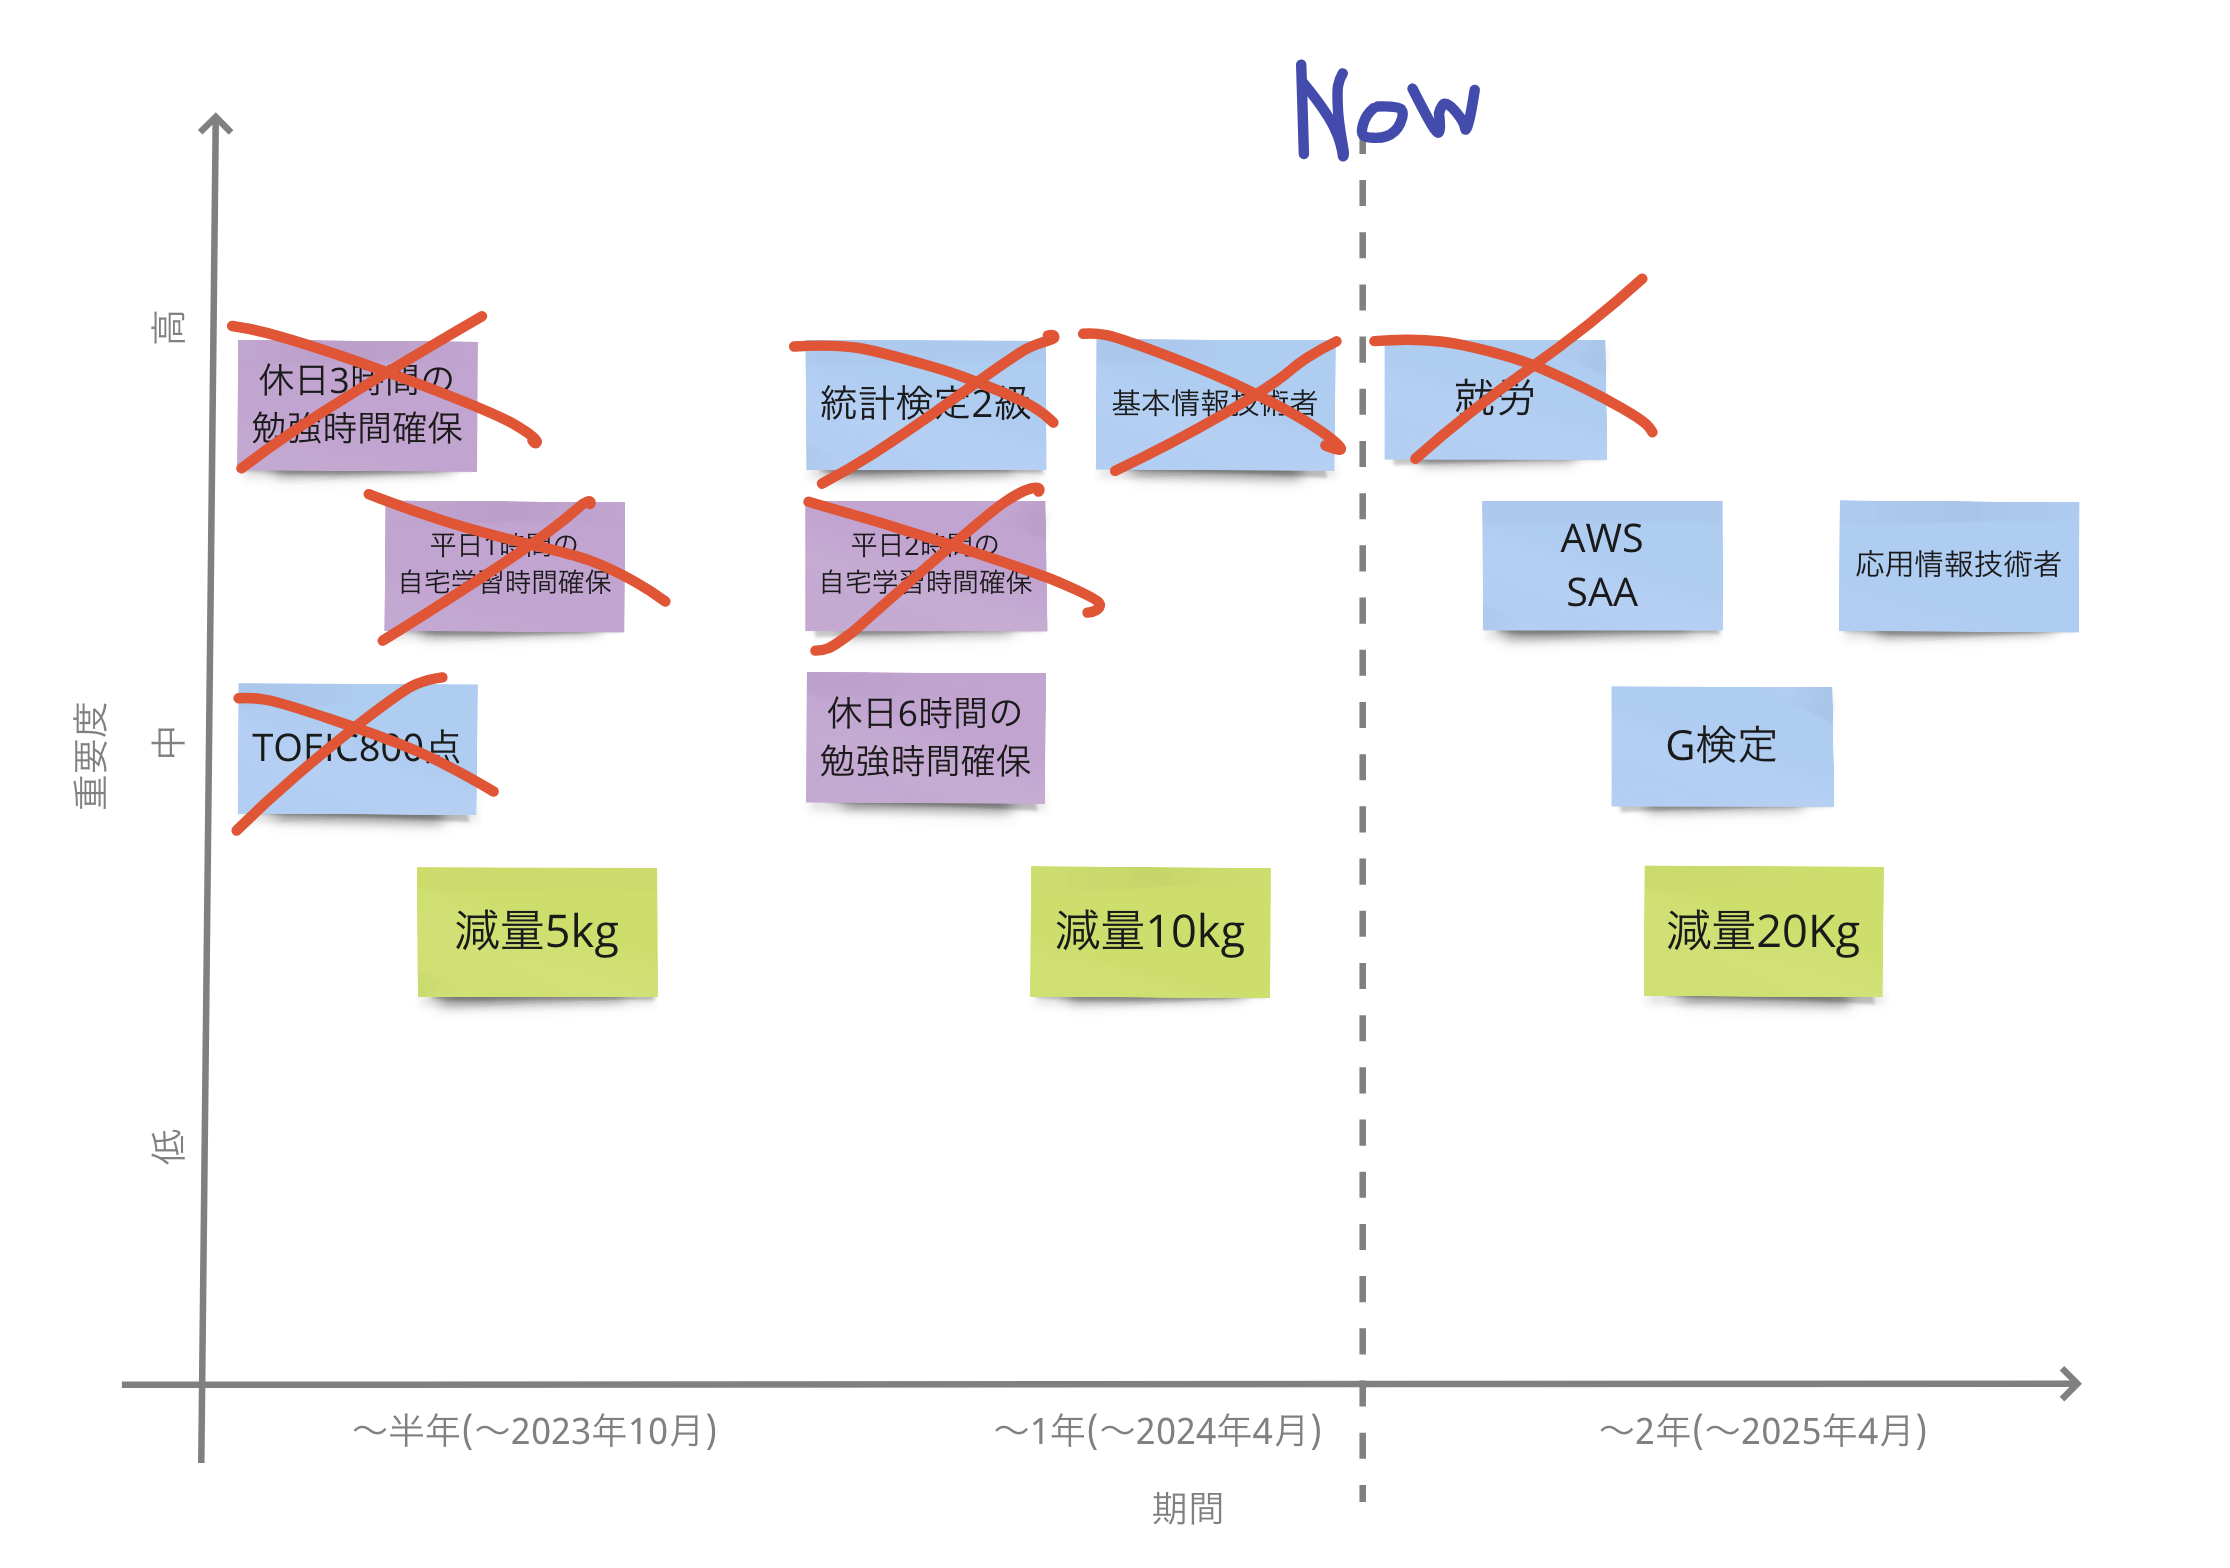 Now
高
休日3時間の
勉強時間確保
統計検定2級
基本情報技術者
就労
平日1時間の
自宅学習時間確保
平日2時間の
自宅学習時間確保
AWS
SAA
応用情報技術者
重要度
中
TOEIC800点
休日6時間の
勉強時間確保
G検定
減量5kg
減量10kg
減量20Kg
低
～半年(～2023年10月)
～1年(～2024年4月)
～2年(～2025年4月)
期間